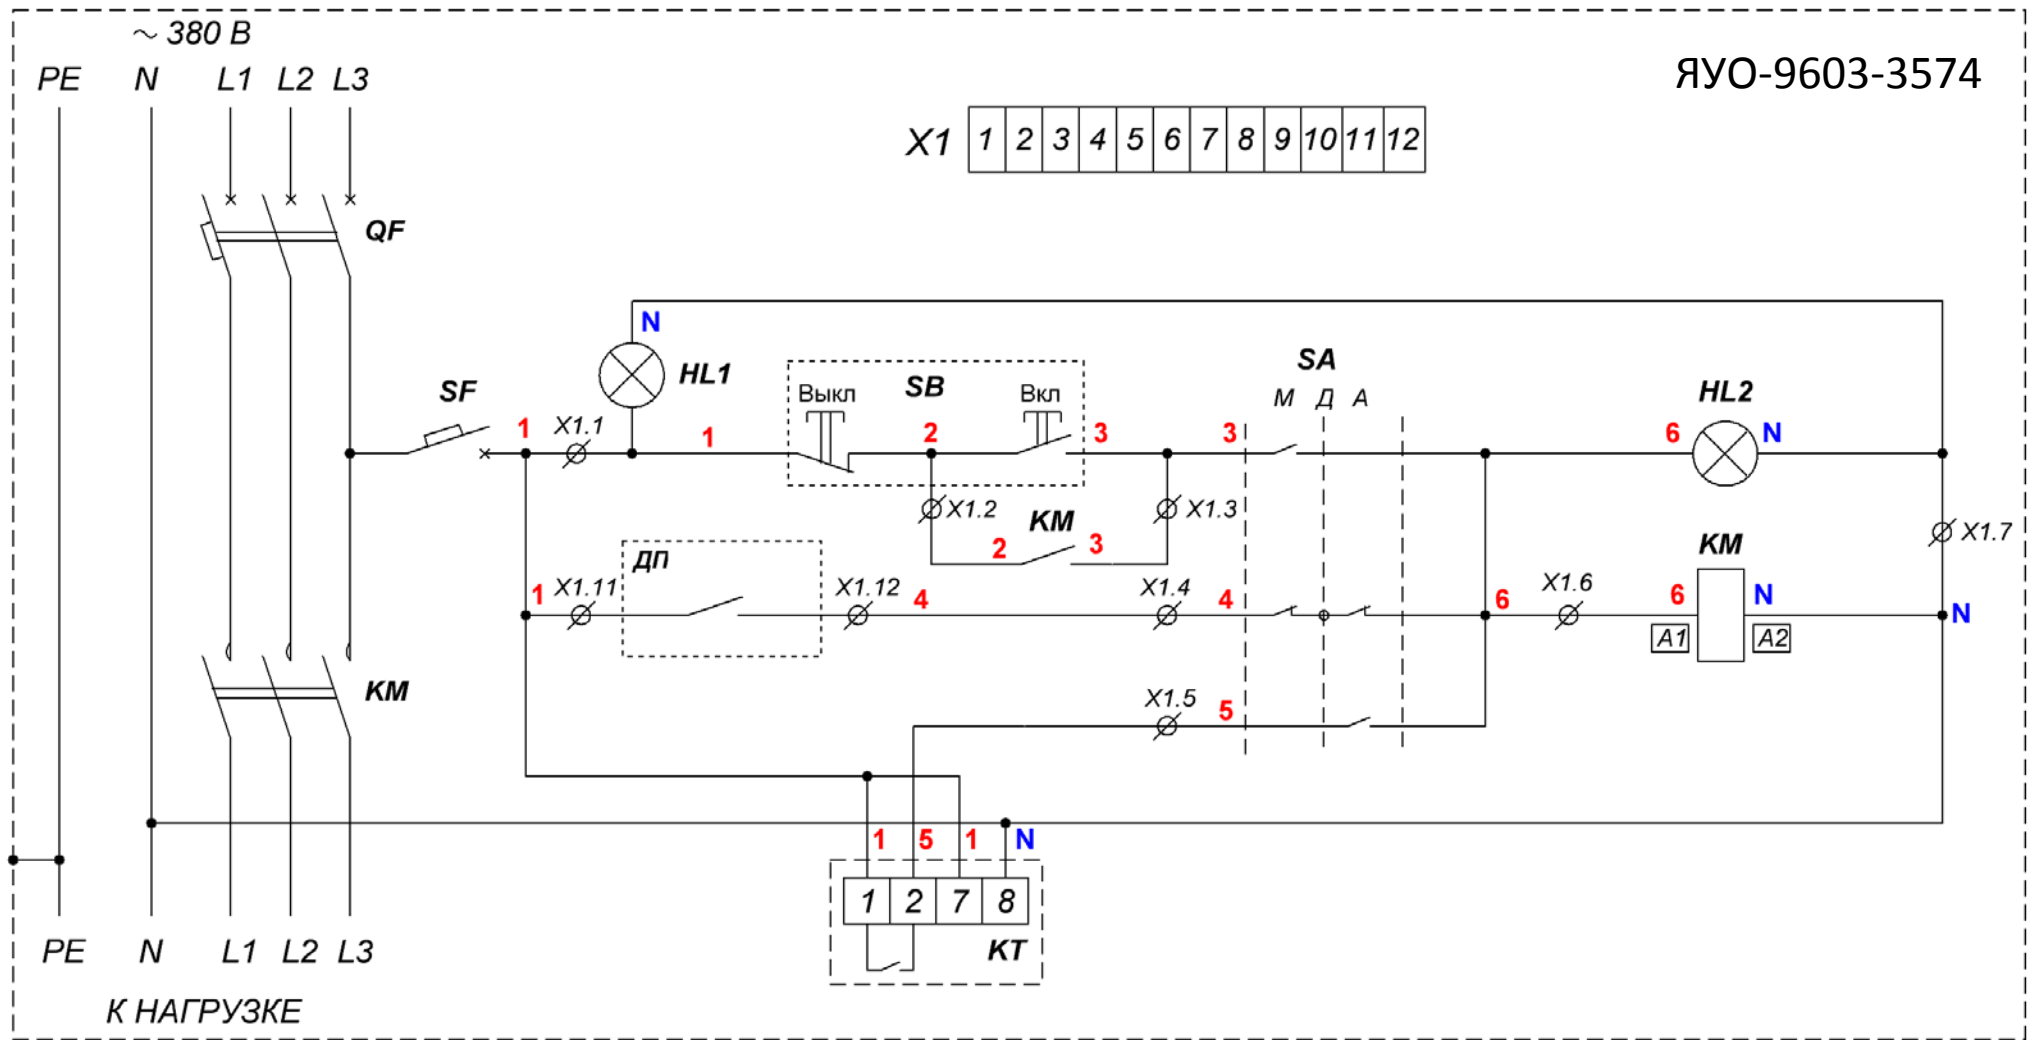 ~ 380 В
ЯУО-9603-3574
PE N L1 L2 L3
X1 1 2 3 4 5 6 7 8 9 10 11 12
QF
N
HL1
SB
SA
HL2
SF
Выкл
Вкл
М Д А
1 X1.1 1 2 3 3 6 N
X1.2
X1.3
KM
2 3
KM
X1.7
ДП
1 X1.11
X1.12 4
X1.4 4
6 X1.6 6 N
N
A1 A2
KM
X1.5 5
1 5 1 N
1 2 7 8
KT
PE N L1 L2 L3
К НАГРУЗКЕ